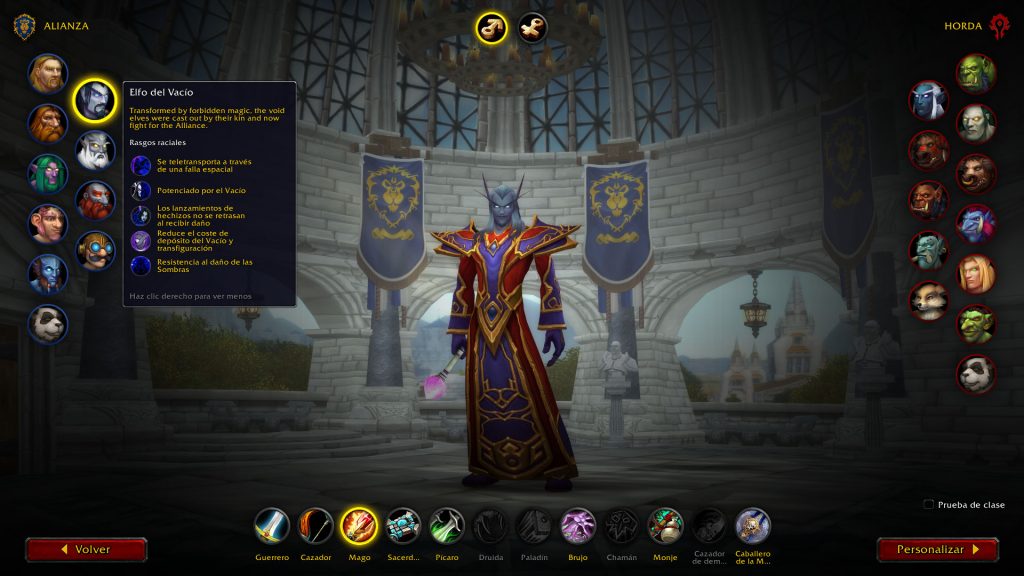 ALIANZA
HORDA
Elfo del Vacío
Transformed by forbidden magic, the void
elves were cast out by their kin and now
fight for the Alliance.
Rasgos raciales
Se teletransporta a través
de una falla espacial
Potenciado por el Vacío
Los lanzamientos de
hechizos no se retrasan
al recibir daño
Reduce el coste de
depósito del Vacío y
transfiguración
Resistencia al daño de las
Sombras
Haz clic derecho para ver menos
Prueba de clase
Guerrero
Cazador
Mago
Sacerd...
Pícaro
Druida
Paladín
Brujo
Chamán
Monje
Cazador
de dem...
Caballero
de la M...
Volver
Personalizar